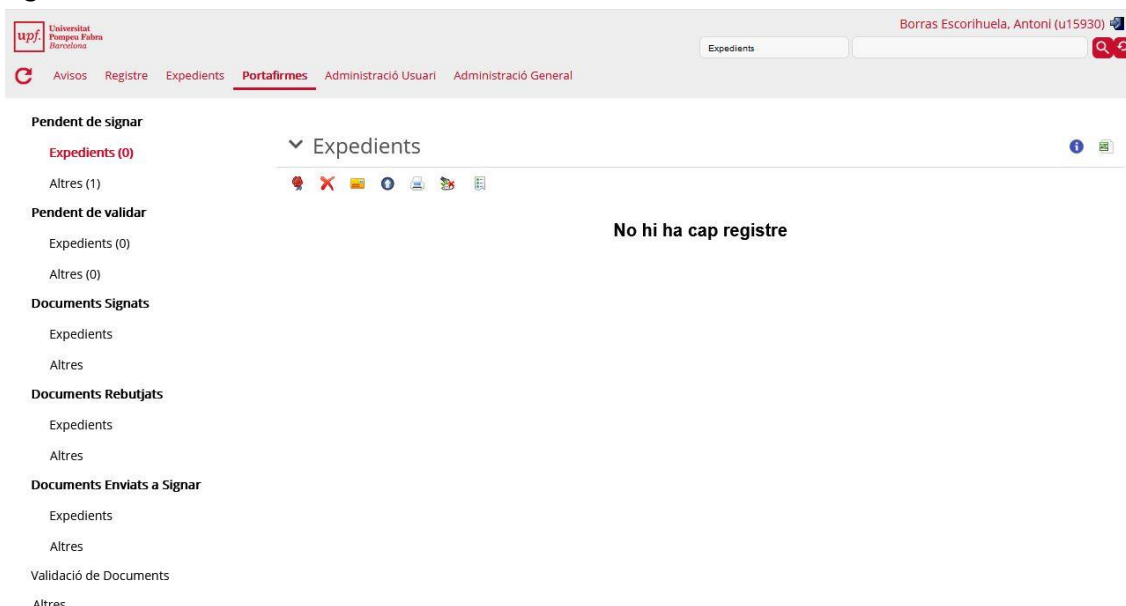 Universitat
upf. Pompeu Fabra
Barcelona
Borras Escorihuela, Antoni (u15930)
Expedients
Avisos Registre Expedients Portafirmes Administració Usuari Administració General
Pendent de signar
Expedients (0)
Altres (1)
Pendent de validar
Expedients (0)
Altres (0)
Documents Signats
Expedients
Altres
Documents Rebutjats
Expedients
Altres
Documents Enviats a Signar
Expedients
Altres
Validació de Documents
Altres
Expedients
No hi ha cap registre